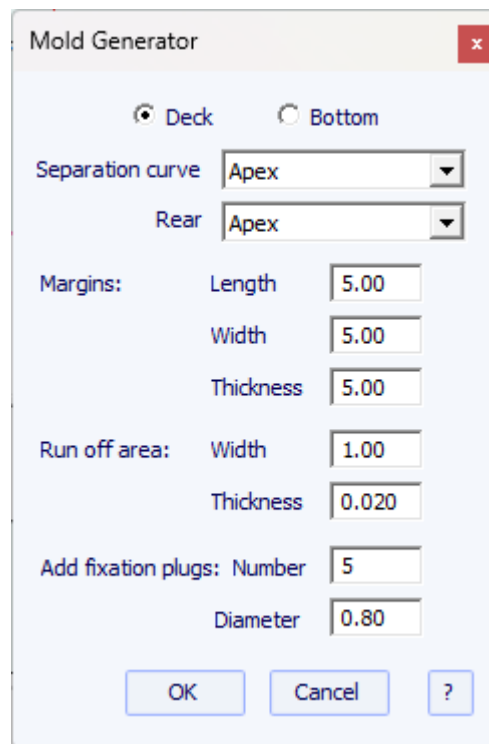 Mold Generator x
Deck Bottom
Separation curve Apex
Rear Apex
Margins: Length 5.00
Width 5.00
Thickness 5.00
Run off area: Width 1.00
Thickness 0.020
Add fixation plugs: Number 5
Diameter 0.80
OK Cancel ?